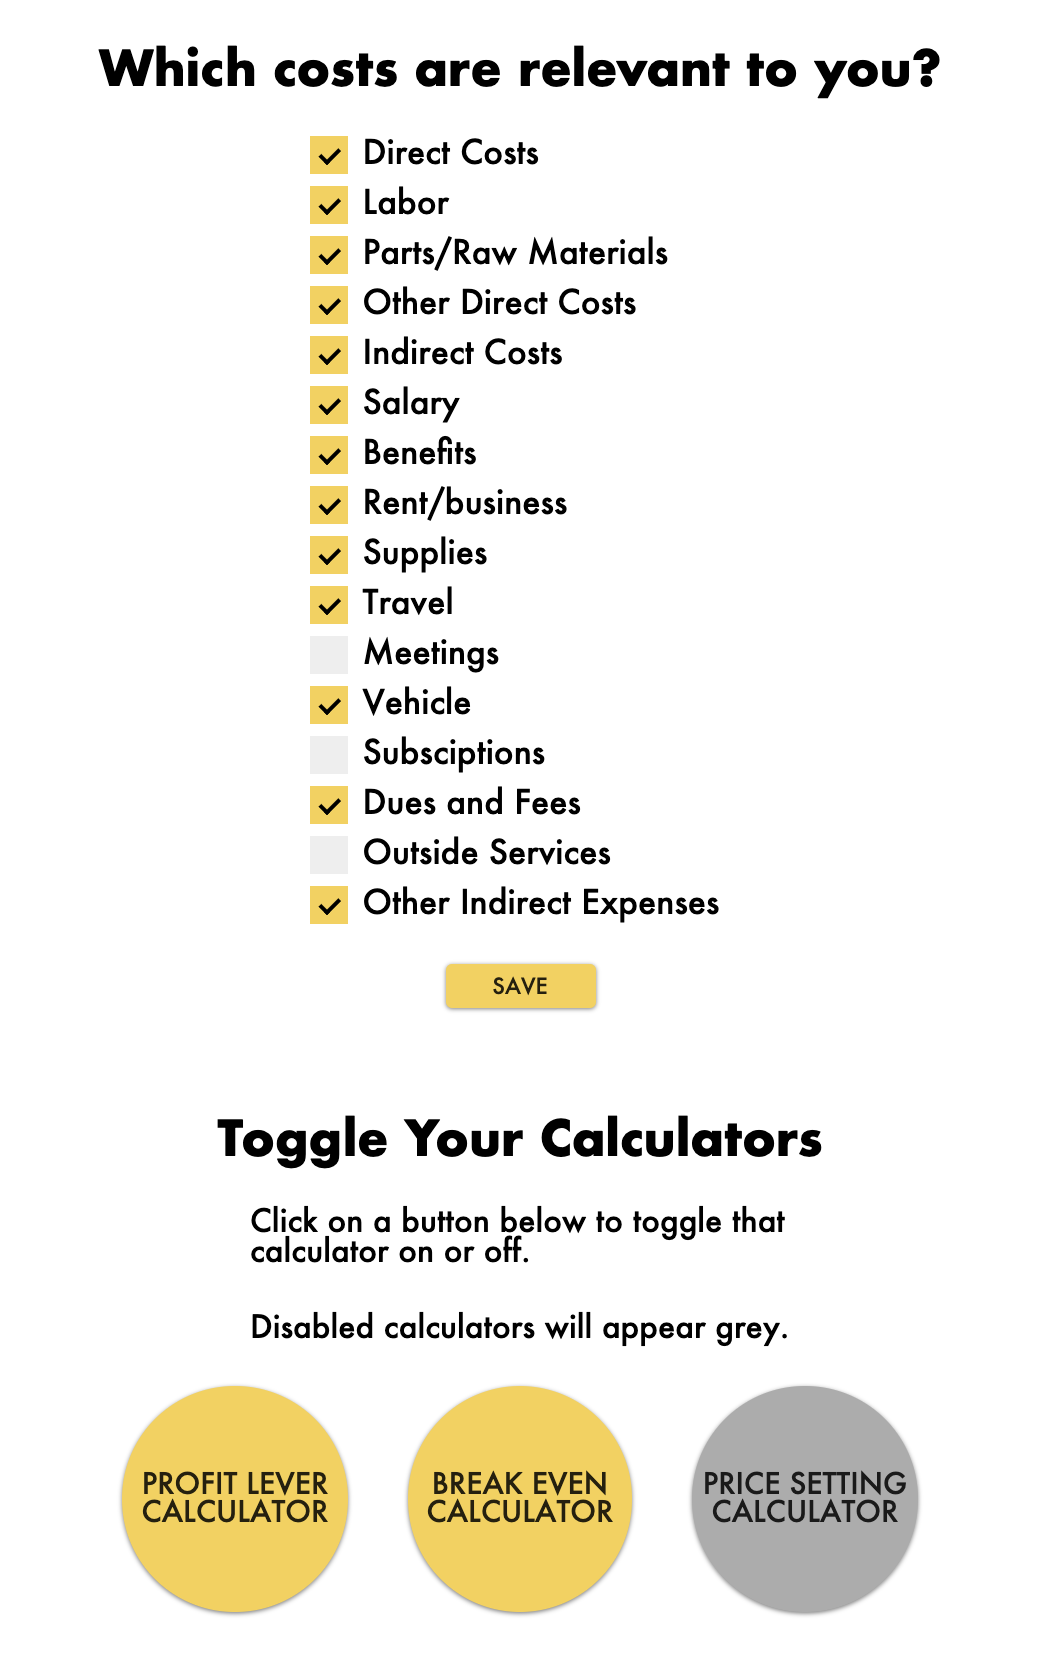 Which costs are relevant to you?
Direct Costs
Labor
Parts/Raw Materials
Other Direct Costs
Indirect Costs
Salary
Benefits
Rent/business
Supplies
Travel
Meetings
Vehicle
Subsciptions
Dues and Fees
Outside Services
Other Indirect Expenses
SAVE
Toggle Your Calculators
Click on a button below to toggle that
calculator on or off.
Disabled calculators will appear grey.
PROFIT LEVER
CALCULATOR
BREAK EVEN
CALCULATOR
PRICE SETTING
CALCULATOR